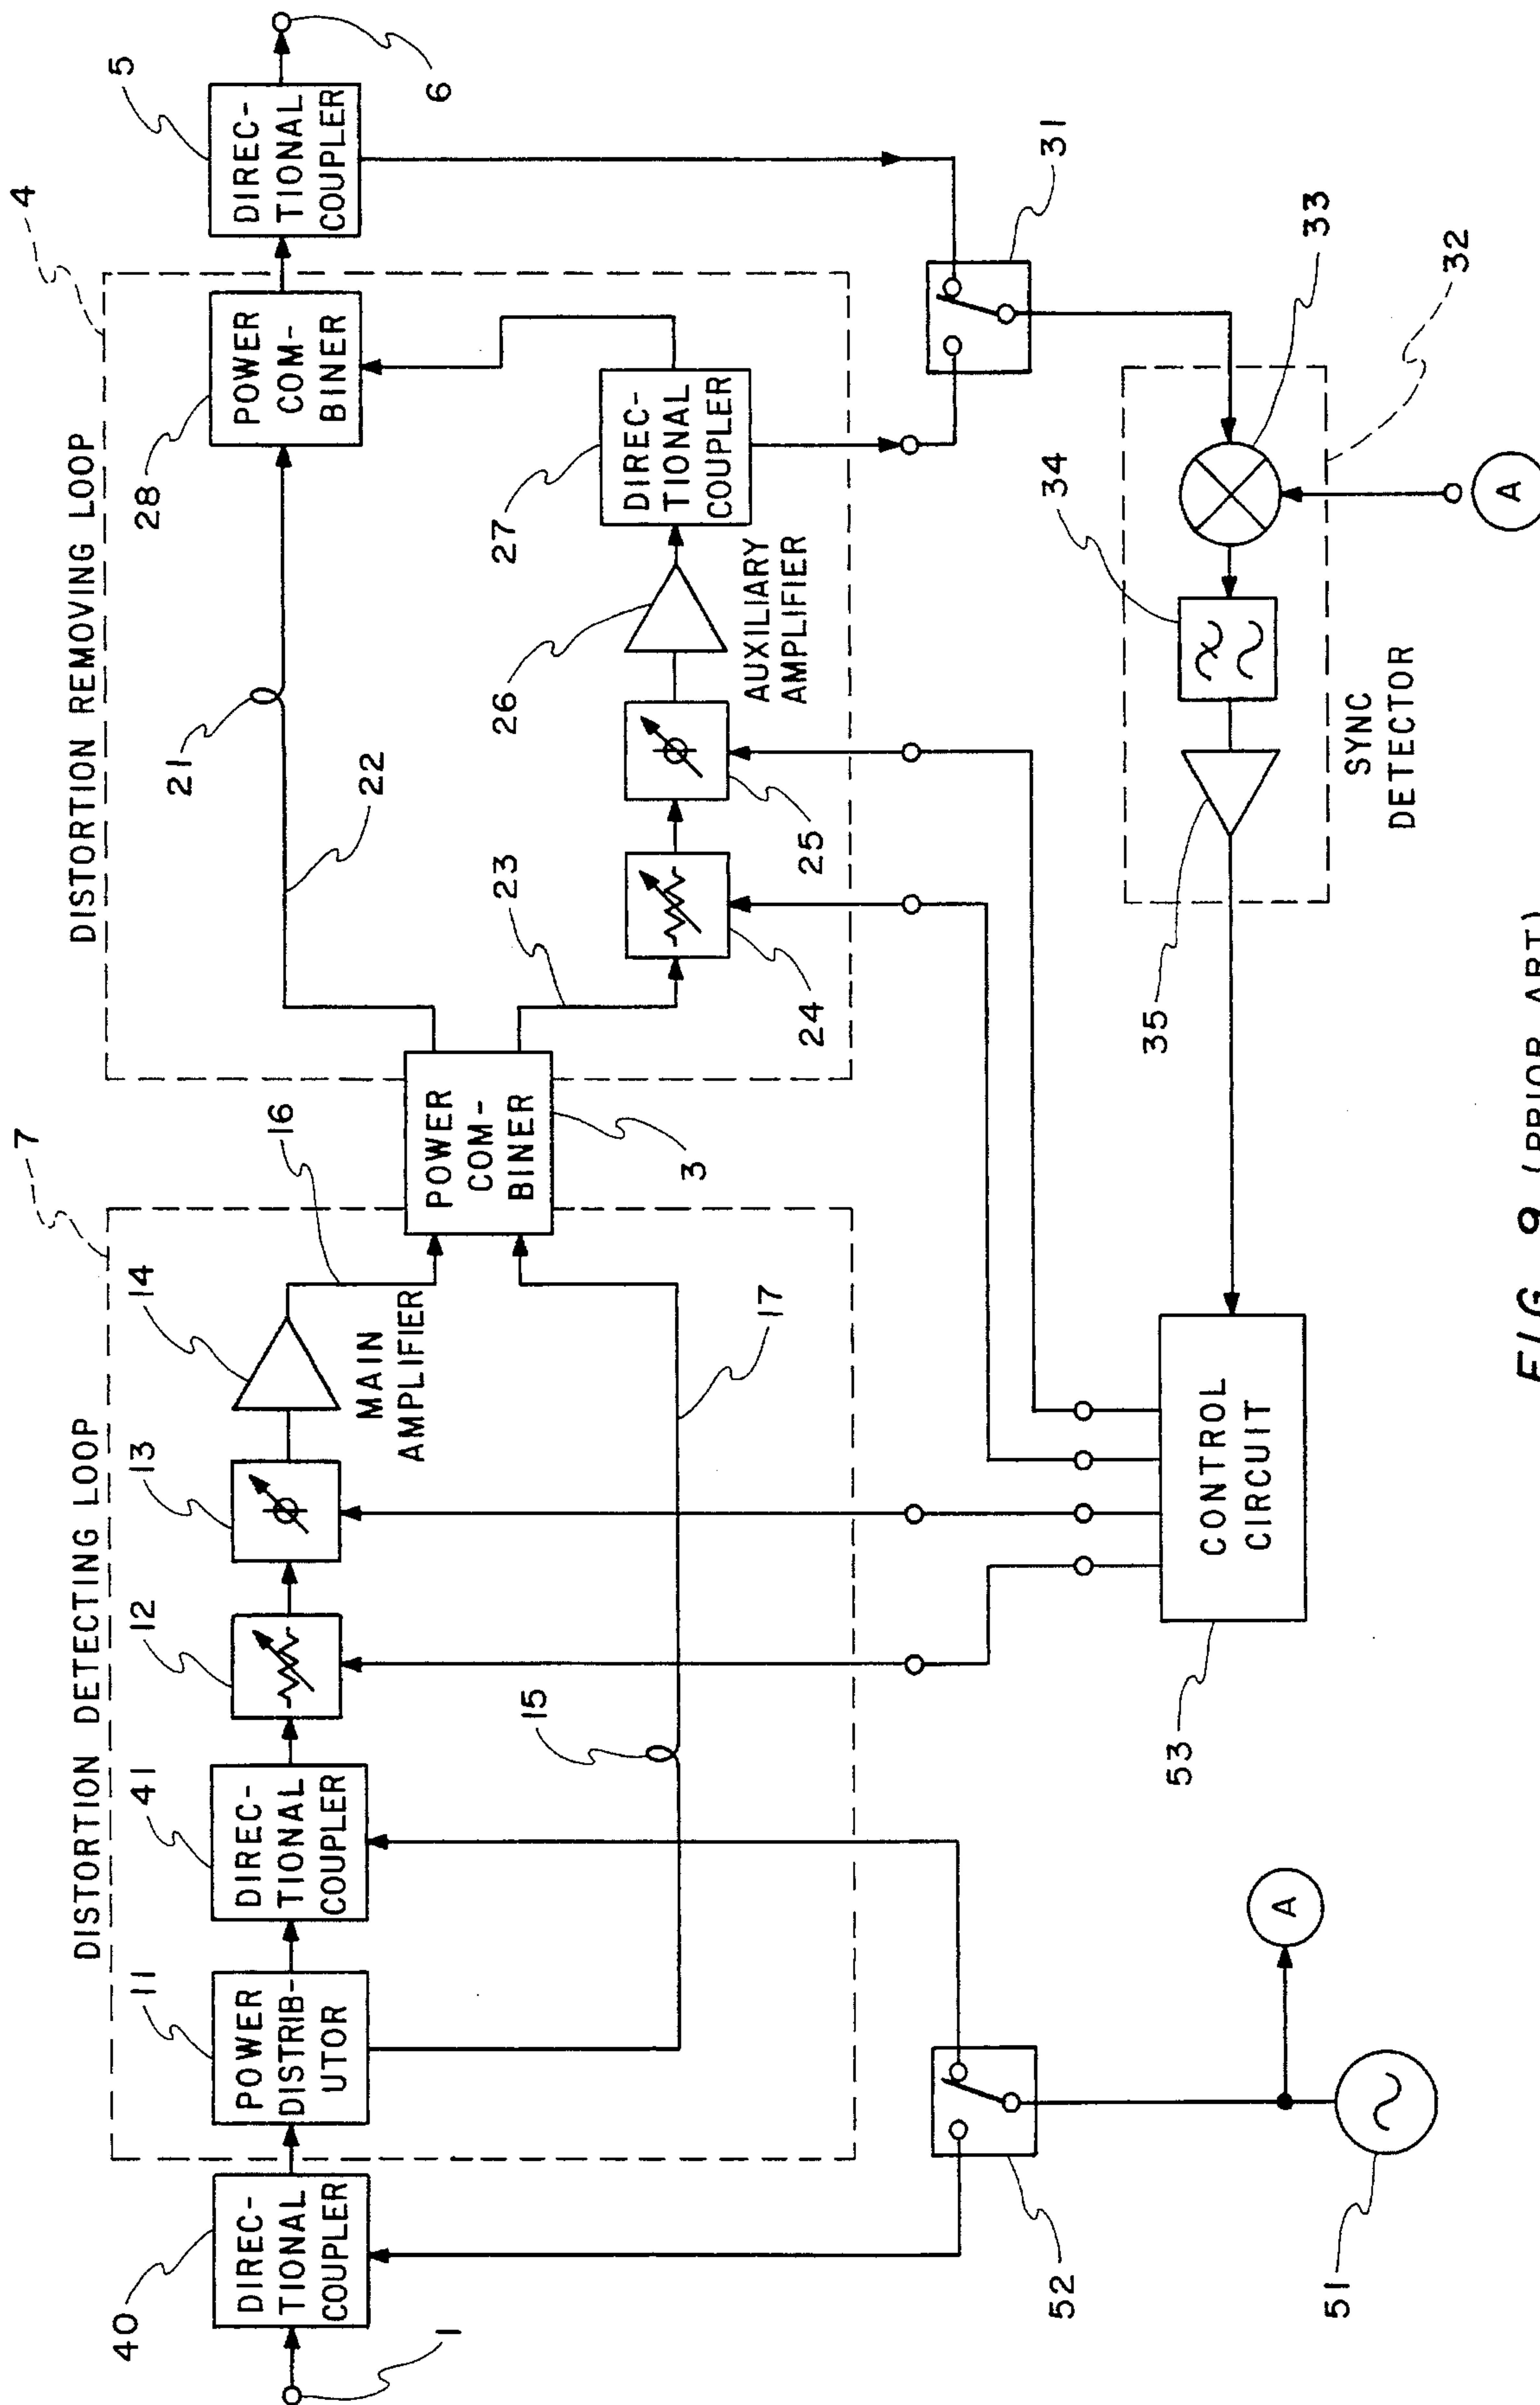 DISTORTION DETECTING LOOP
7
DISTORTION REMOVING LOOP
4
1
40
DIREC-
TIONAL
COUPLER
11
POWER
DISTRIB-
UTOR
41
DIREC-
TIONAL
COUPLER
12
13
14
MAIN
AMPLIFIER
16
15
17
POWER
COM-
BINER
3
21
22
23
24
25
26
AUXILIARY
AMPLIFIER
27
DIREC-
TIONAL
COUPLER
28
POWER
COM-
BINER
5
DIREC-
TIONAL
COUPLER
6
31
52
51
A
53
CONTROL
CIRCUIT
35
34
33
32
SYNC
DETECTOR
A
FIG. 9 (PRIOR ART)